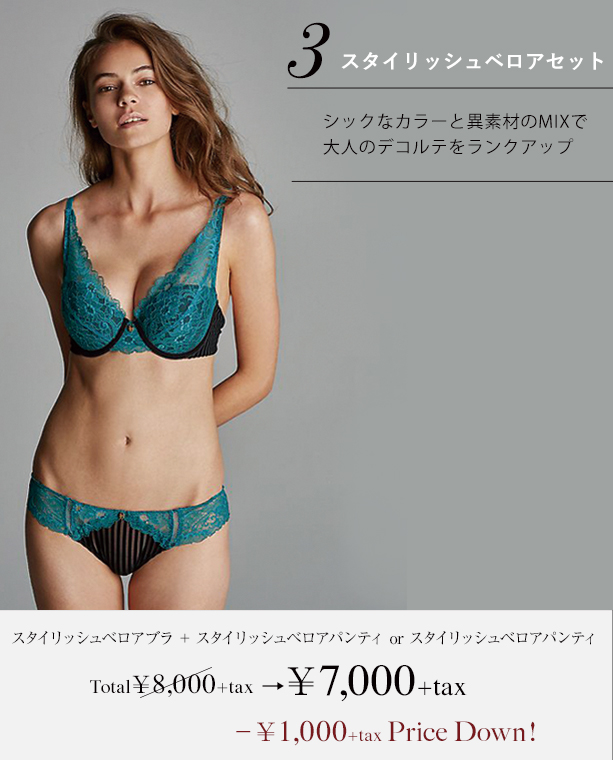 3 スタイリッシュベロアセット
シックなカラーと異素材のMIXで
大人のデコルテをランクアップ
スタイリッシュベロアブラ + スタイリッシュベロアパンティ or スタイリッシュベロアパンティ
Total ¥8,000+tax →¥7,000+tax
−¥1,000+tax Price Down!